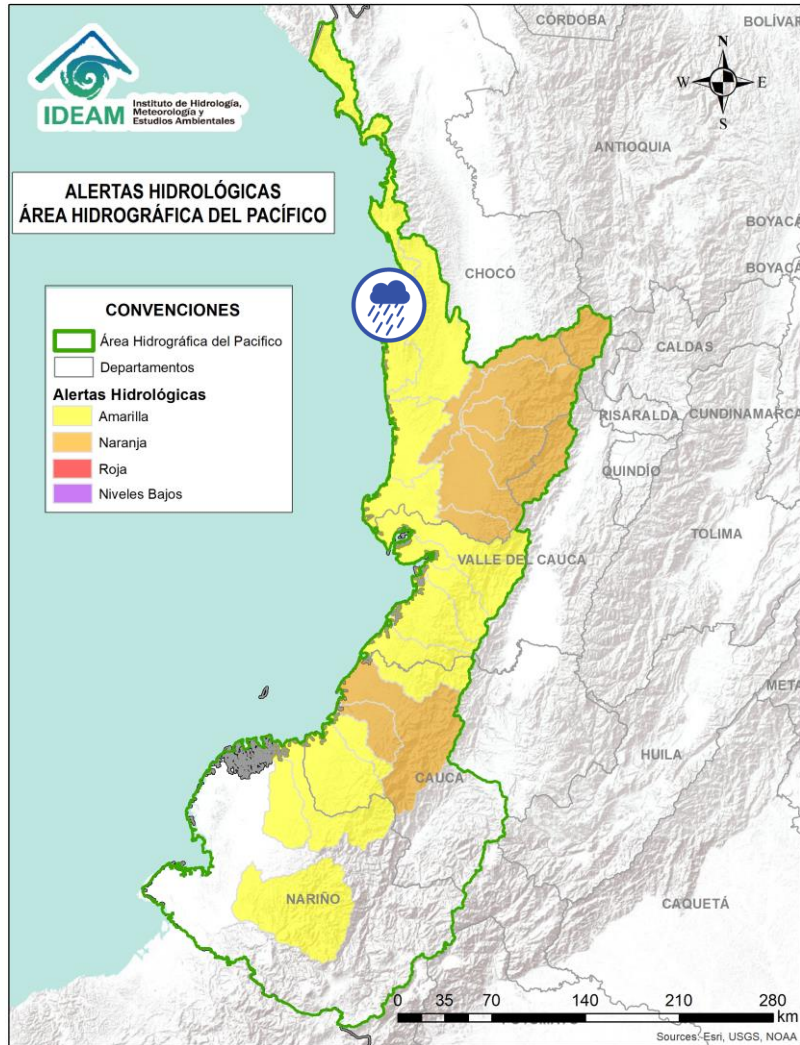 CÓRDOBA
BOLÍVAR
N
W E
S
IDEAM
Instituto de Hidrología,
Meteorología y
Estudios Ambientales
ANTIOQUIA
ALERTAS HIDROLÓGICAS
ÁREA HIDROGRÁFICA DEL PACÍFICO
BOYACÁ
BOYACÁ
CHOCÓ
CONVENCIONES
Área Hidrográfica del Pacifico
Departamentos
Alertas Hidrológicas
Amarilla
Naranja
Roja
Niveles Bajos
CALDAS
RISARALDA
CUNDINAMARCA
QUINDÍO
TOLIMA
VALLE DEL CAUCA
META
HUILA
CAUCA
NARIÑO
CAQUETÁ
0 35 70 140 210 280
km
Sources: Esri, USGS, NOAA